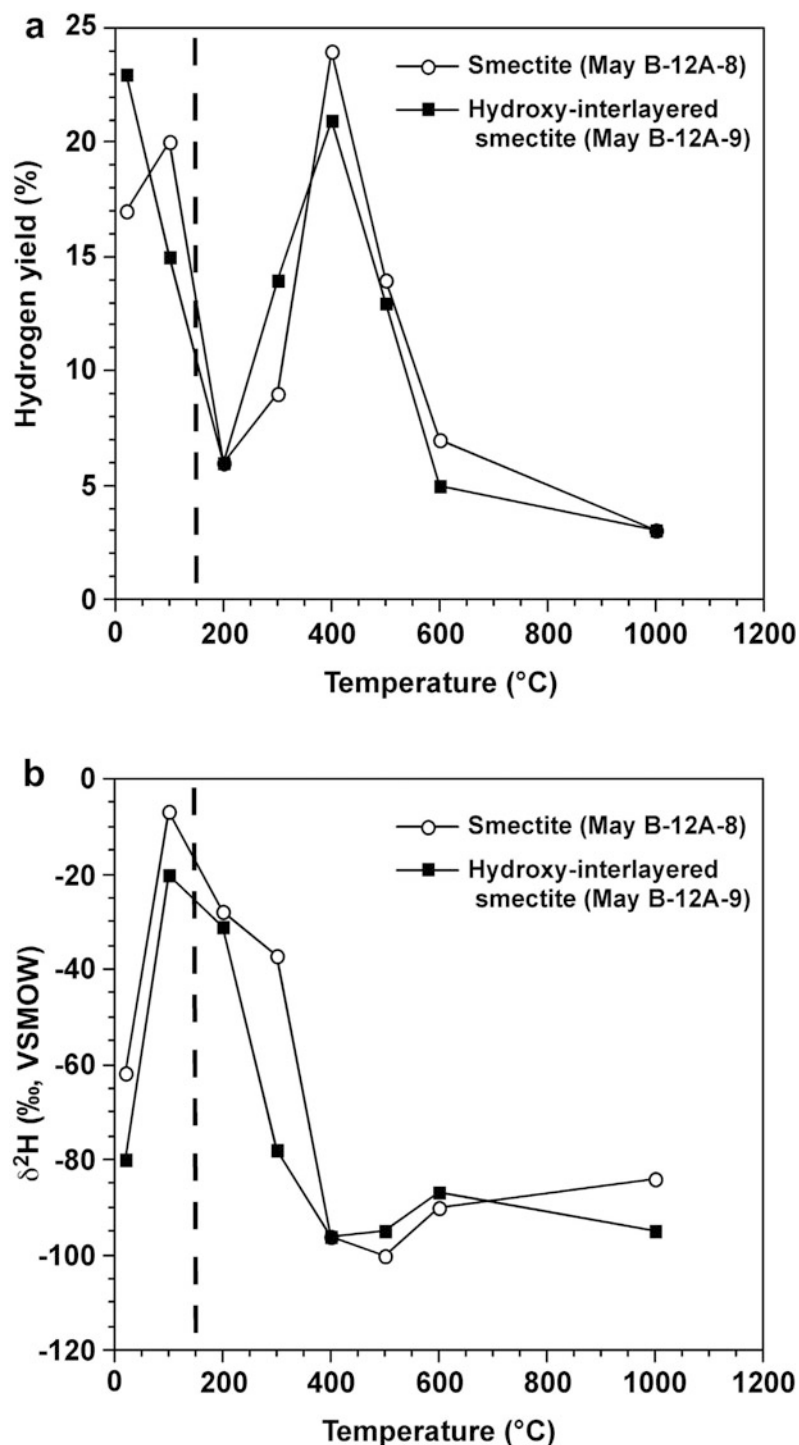 a
25
20
15
10
5
0
Hydrogen yield (%)
Smectite (May B-12A-8)
Hydroxy-interlayered
smectite (May B-12A-9)
0 200 400 600 800 1000 1200
Temperature (°C)
b
0
-20
-40
-60
-80
-100
-120
δ²H (‰, VSMOW)
Smectite (May B-12A-8)
Hydroxy-interlayered
smectite (May B-12A-9)
0 200 400 600 800 1000 1200
Temperature (°C)